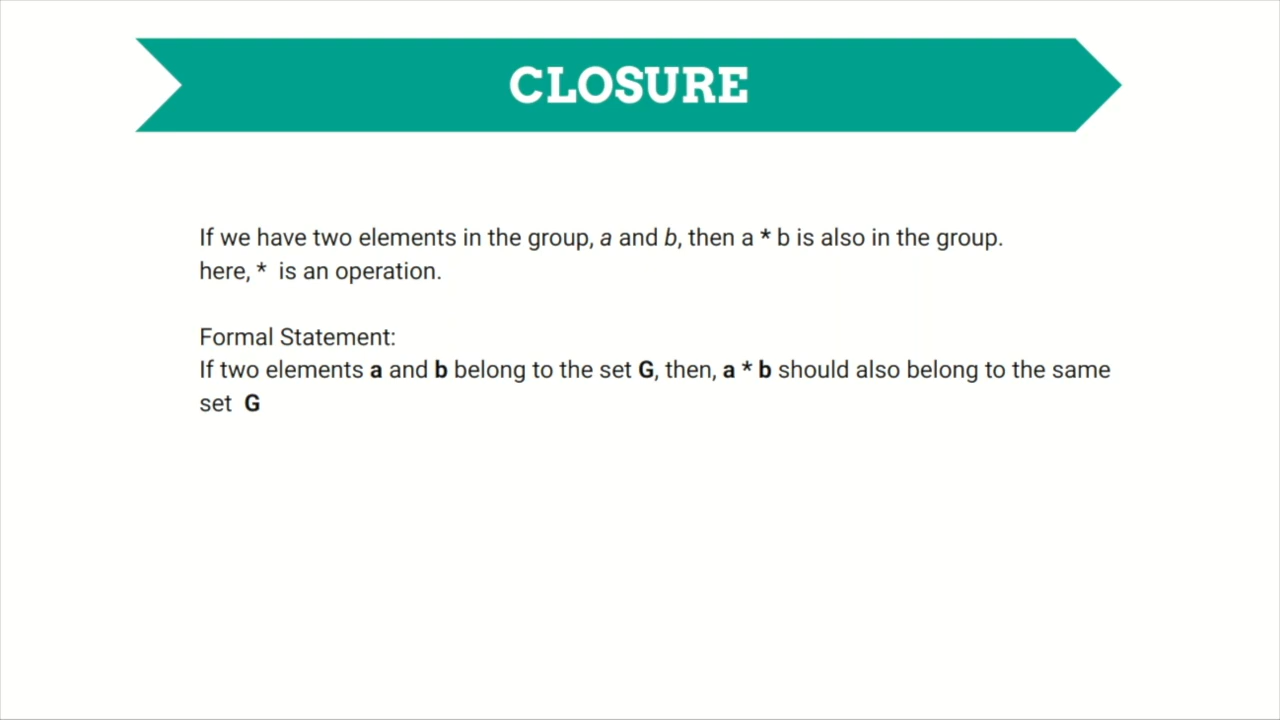 CLOSURE
If we have two elements in the group, a and b, then a * b is also in the group.
here, * is an operation.
Formal Statement:
If two elements a and b belong to the set G, then, a * b should also belong to the same
set G